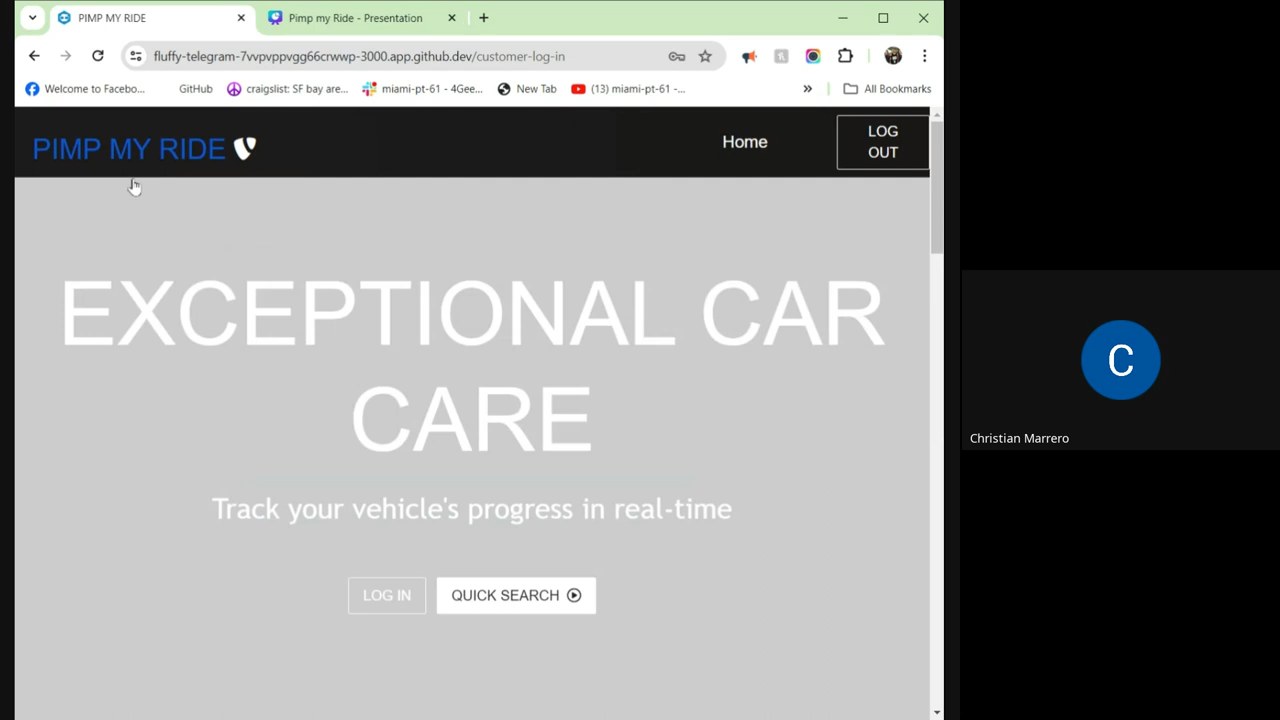 PIMP MY RIDE
Pimp my Ride - Presentation
fluffy-telegram-7vvpvppvgg66crwwp-3000.app.github.dev/customer-log-in
Welcome to Facebo...
GitHub
craigslist: SF bay are...
miami-pt-61 - 4Gee...
New Tab
(13) miami-pt-61 -...
»
All Bookmarks
PIMP MY RIDE
Home
LOG
OUT
EXCEPTIONAL CAR
CARE
Track your vehicle's progress in real-time
LOG IN
QUICK SEARCH
C
Christian Marrero